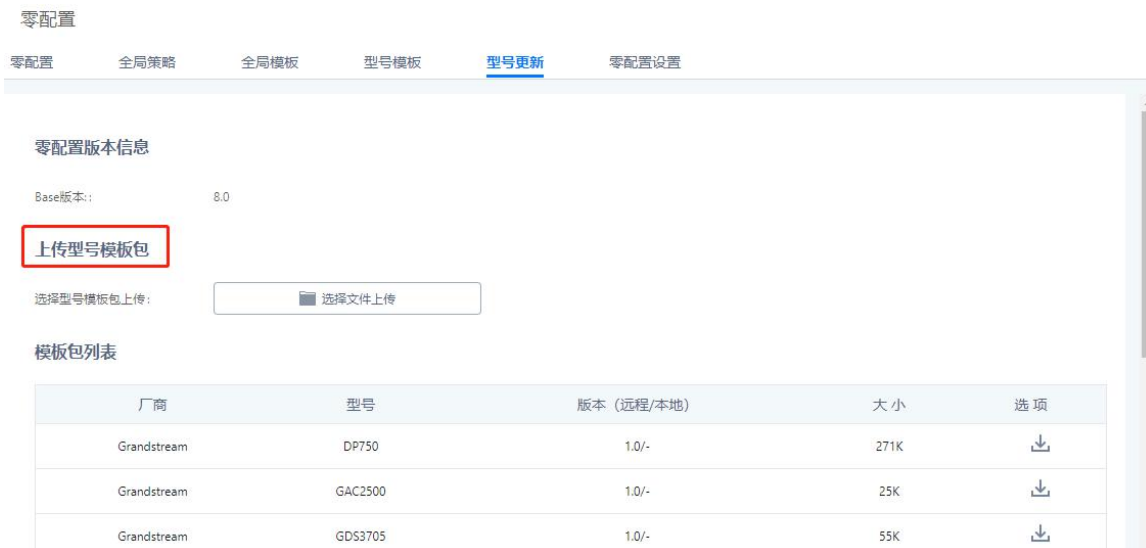 零配置
零配置 全局策略 全局模板 型号模板 型号更新 零配置设置
零配置版本信息
Base版本:: 8.0
上传型号模板包
选择型号模板包上传: 选择文件上传
模板包列表
厂商 型号 版本 (远程/本地) 大小 选项
Grandstream DP750 1.0/- 271K
Grandstream GAC2500 1.0/- 25K
Grandstream GDS3705 1.0/- 55K